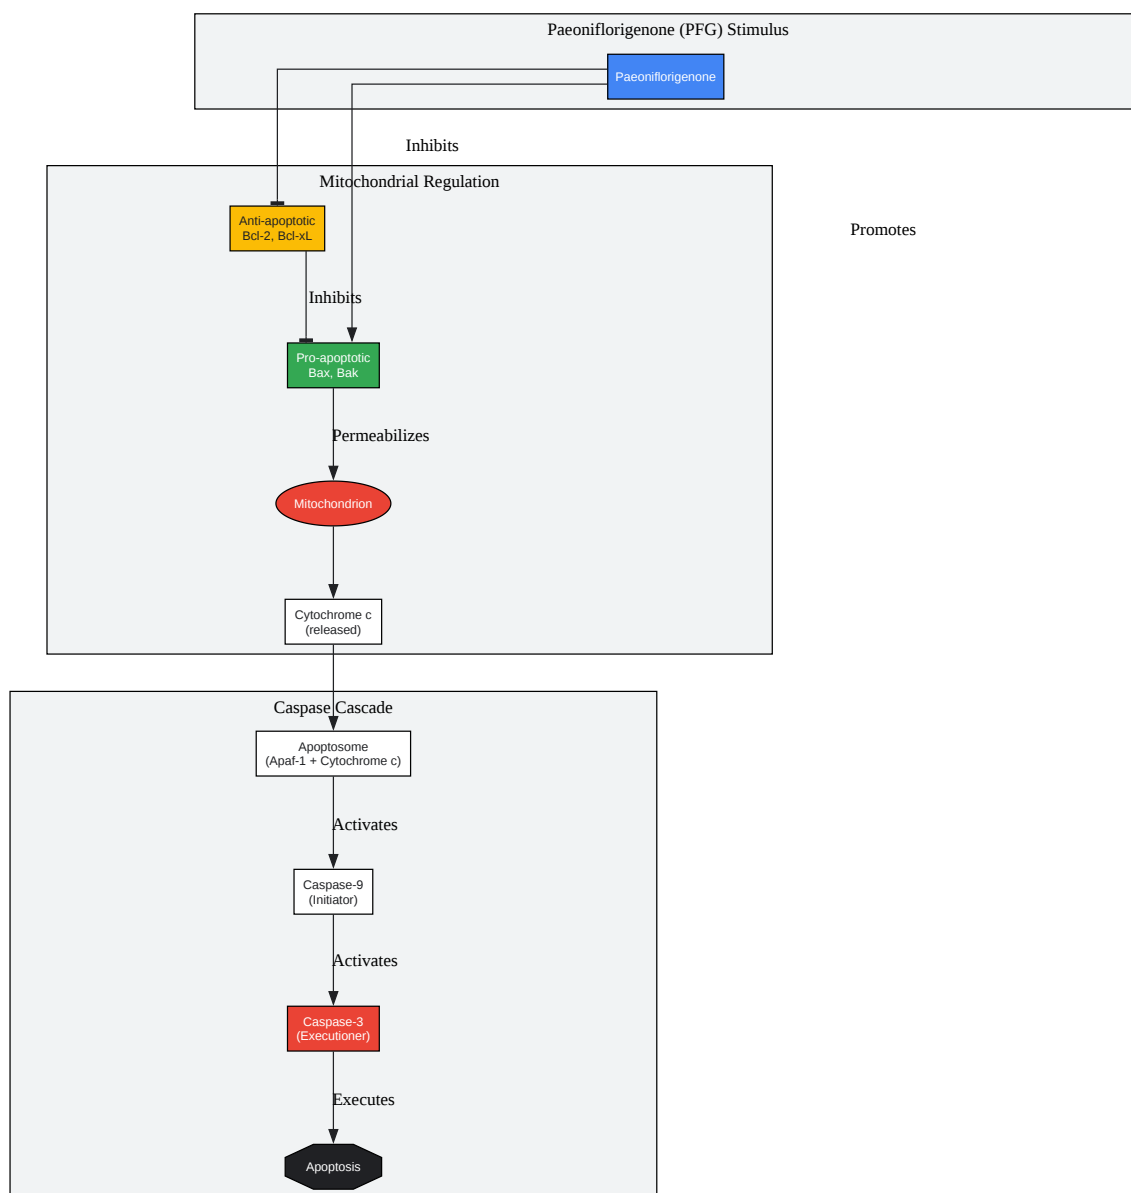 Paeoniflorigenone (PFG) Stimulus
Paeoniflorigenone
Inhibits
Mitochondrial Regulation
Anti-apoptotic
Bcl-2, Bcl-xL
Promotes
Inhibits
Pro-apoptotic
Bax, Bak
Permeabilizes
Mitochondrion
Cytochrome c
(released)
Caspase Cascade
Apoptosome
(Apaf-1 + Cytochrome c)
Activates
Caspase-9
(Initiator)
Activates
Caspase-3
(Executioner)
Executes
Apoptosis